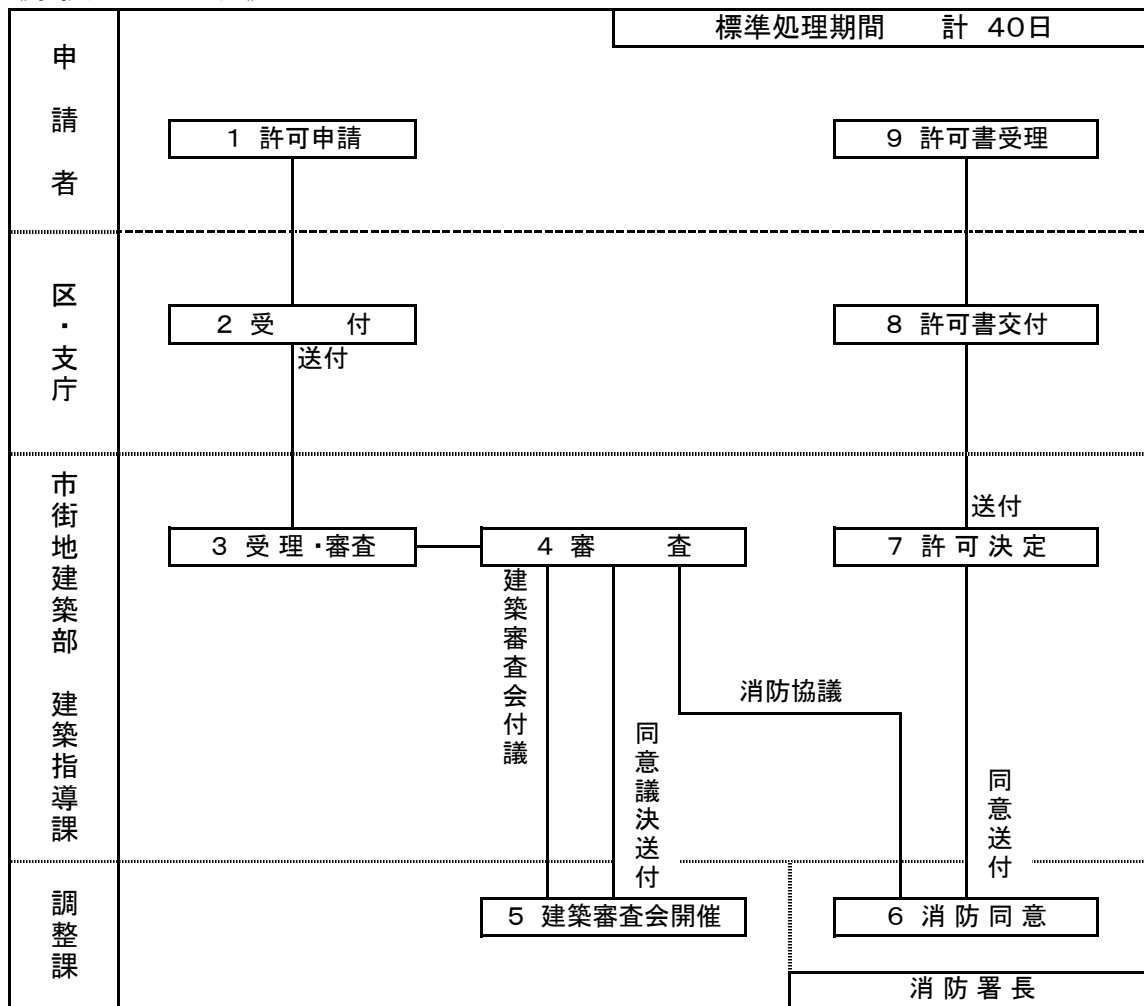 標準処理期間　計 40日
申請者
1 許可申請
9 許可書受理
区・支庁
2 受　付
送付
8 許可書交付
市街地建築部 建築指導課
送付
3 受理・審査
4 審　査
7 許可決定
建築審査会付議
消防協議
同意議決送付
同意送付
調整課
5 建築審査会開催
6 消防同意
消防署長